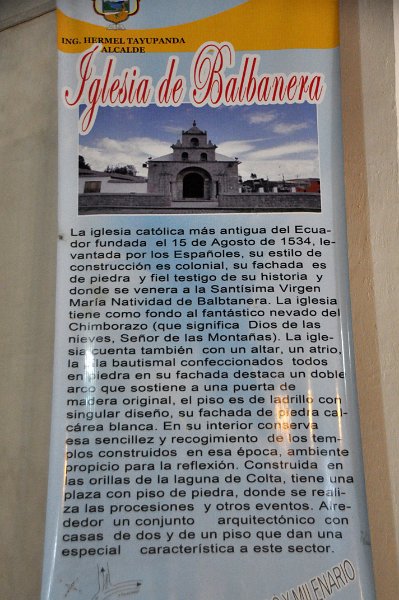 ING. HERMEL TAYUPANDA
ALCALDE
Iglesia de Balbanera
La iglesia católica más antigua del Ecua-
dor fundada el 15 de Agosto de 1534, le-
vantada por los Españoles, su estilo de
construcción es colonial, su fachada es
de piedra y fiel testigo de su historia y
donde se venera a la Santísima Virgen
María Natividad de Balbtanera. La iglesia
tiene como fondo al fantástico nevado del
Chimborazo (que significa Dios de las
nieves, Señor de las Montañas). La igle-
sia cuenta también con un altar, un atrio,
la pila bautismal confeccionados todos
en piedra en su fachada destaca un doble
arco que sostiene a una puerta de
madera original, el piso es de ladrillo con
singular diseño, su fachada de piedra cal-
cárea blanca. En su interior conserva
esa sencillez y recogimiento de los tem-
plos construidos en esa época, ambiente
propicio para la reflexión. Construida en
las orillas de la laguna de Colta, tiene una
plaza con piso de piedra, donde se reali-
za las procesiones y otros eventos. Alre-
dedor un conjunto arquitectónico con
casas de dos y de un piso que dan una
especial característica a este sector.
Y MILENARIO